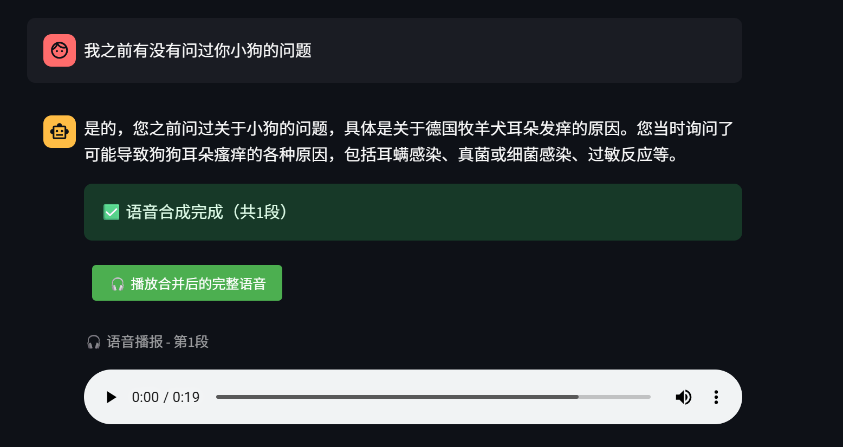 我之前有没有问过你小狗的问题
是的，您之前问过关于小狗的问题，具体是关于德国牧羊犬耳朵发痒的原因。您当时询问了
可能导致狗狗耳朵瘙痒的各种原因，包括耳螨感染、真菌或细菌感染、过敏反应等。
✅ 语音合成完成（共1段）
🎧 播放合并后的完整语音
🎧 语音播报 - 第1段
0:00 / 0:19